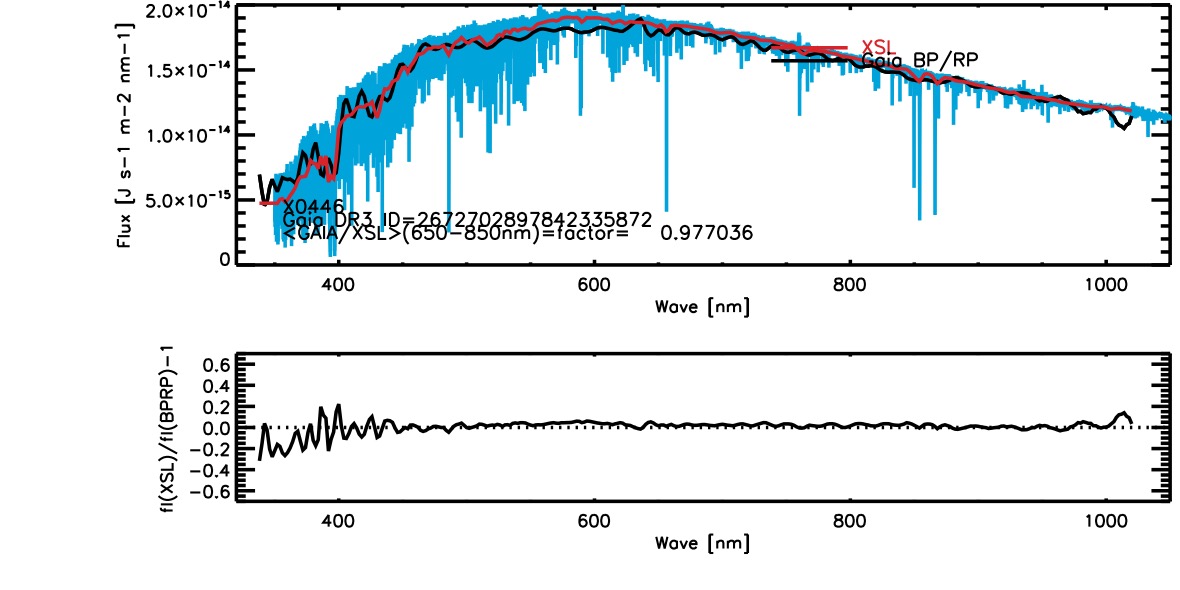 2.0×10⁻¹⁴
1.5×10⁻¹⁴
1.0×10⁻¹⁴
5.0×10⁻¹⁵
0
Flux [J s−1 m−2 nm−1]
XSL
Gaia BP/RP
X0446
Gaia DR3 ID=2672702897842335872
<GAIA/XSL>(650−850nm)=factor= 0.977036
400 600 800 1000
Wave [nm]
0.6
0.4
0.2
0.0
−0.2
−0.4
−0.6
fl(XSL)/fl(BPRP)−1
400 600 800 1000
Wave [nm]